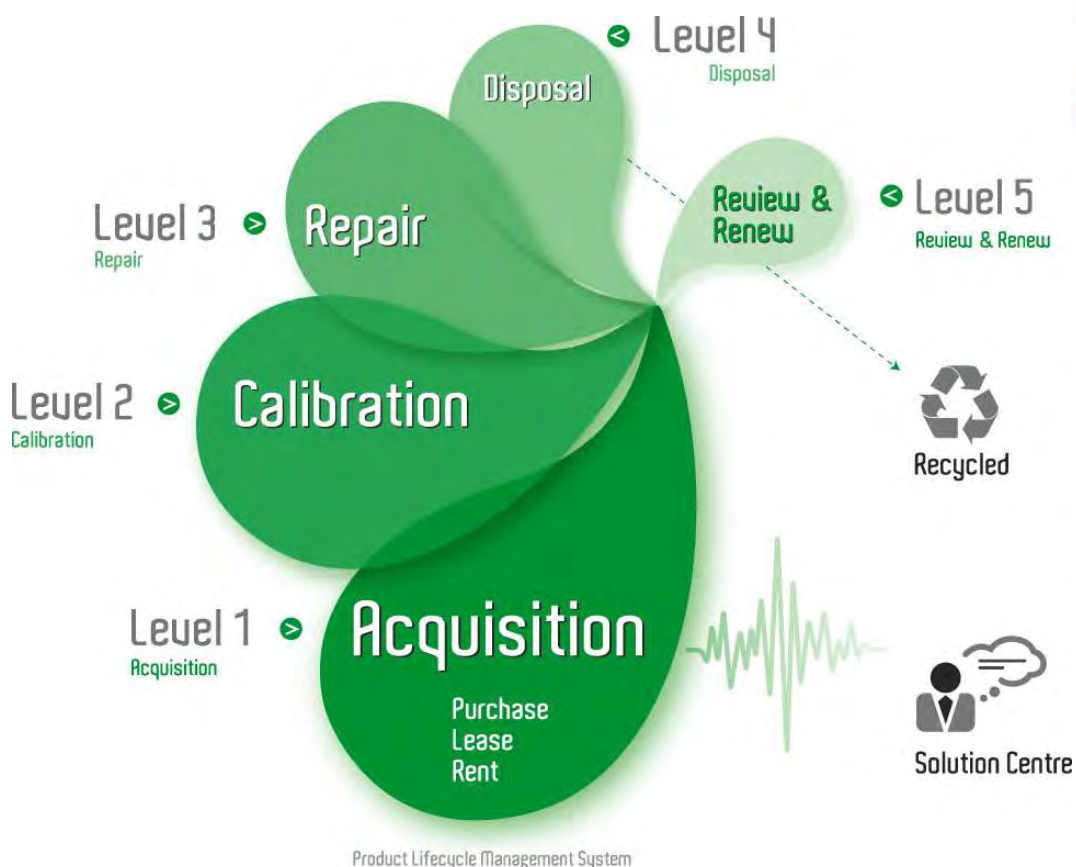 Level 4
Disposal
Disposal
Review &
Renew
Level 5
Review & Renew
Level 3
Repair
Repair
Level 2
Calibration
Calibration
Recycled
Level 1
Acquisition
Acquisition
Purchase
Lease
Rent
Solution Centre
Product Lifecycle Management System